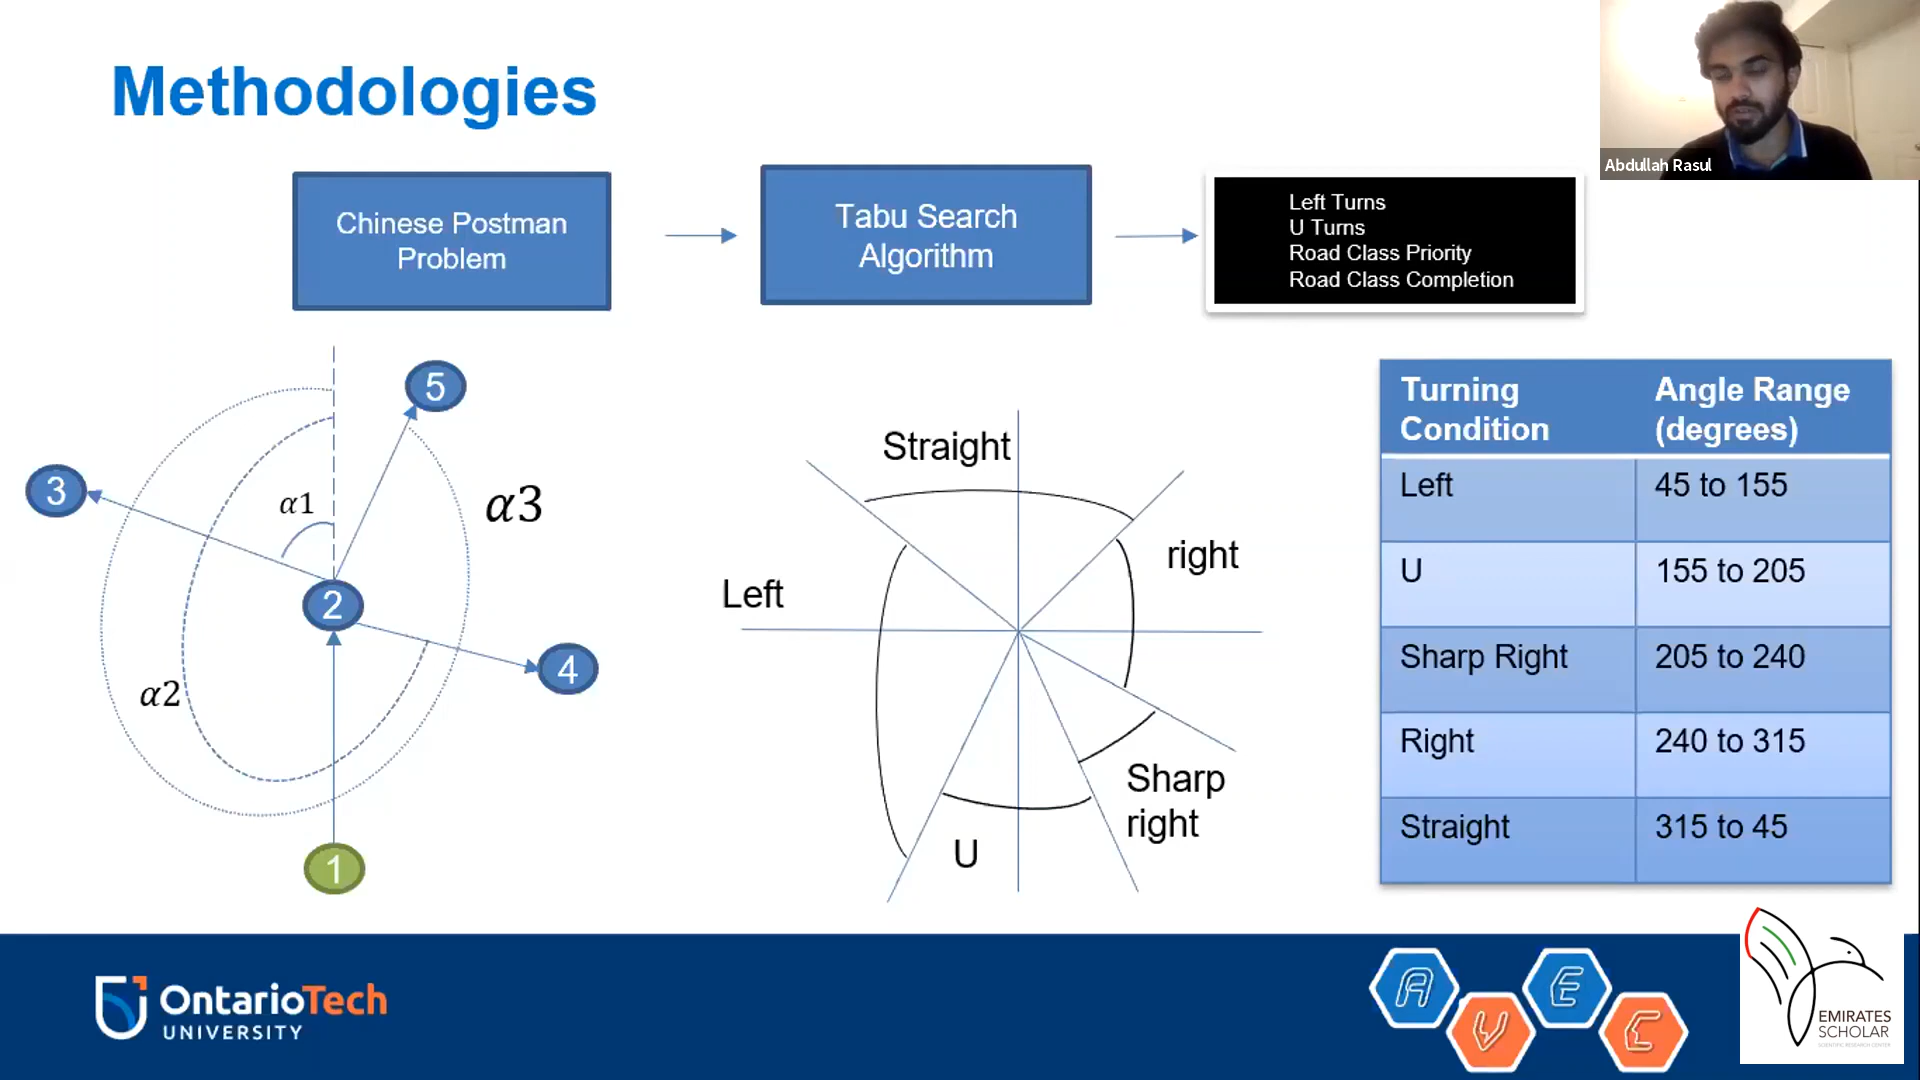 Methodologies
Abdullah Rasul
Chinese Postman
Problem
Tabu Search
Algorithm
Left Turns
U Turns
Road Class Priority
Road Class Completion
5
3
α1
α3
2
4
α2
1
Straight
right
Left
Sharp
right
U
Turning
Condition
Angle Range
(degrees)
Left
45 to 155
U
155 to 205
Sharp Right
205 to 240
Right
240 to 315
Straight
315 to 45
OntarioTech
UNIVERSITY
A
V
E
C
EMIRATES
SCHOLAR
SCIENTIFIC RESEARCH CENTER